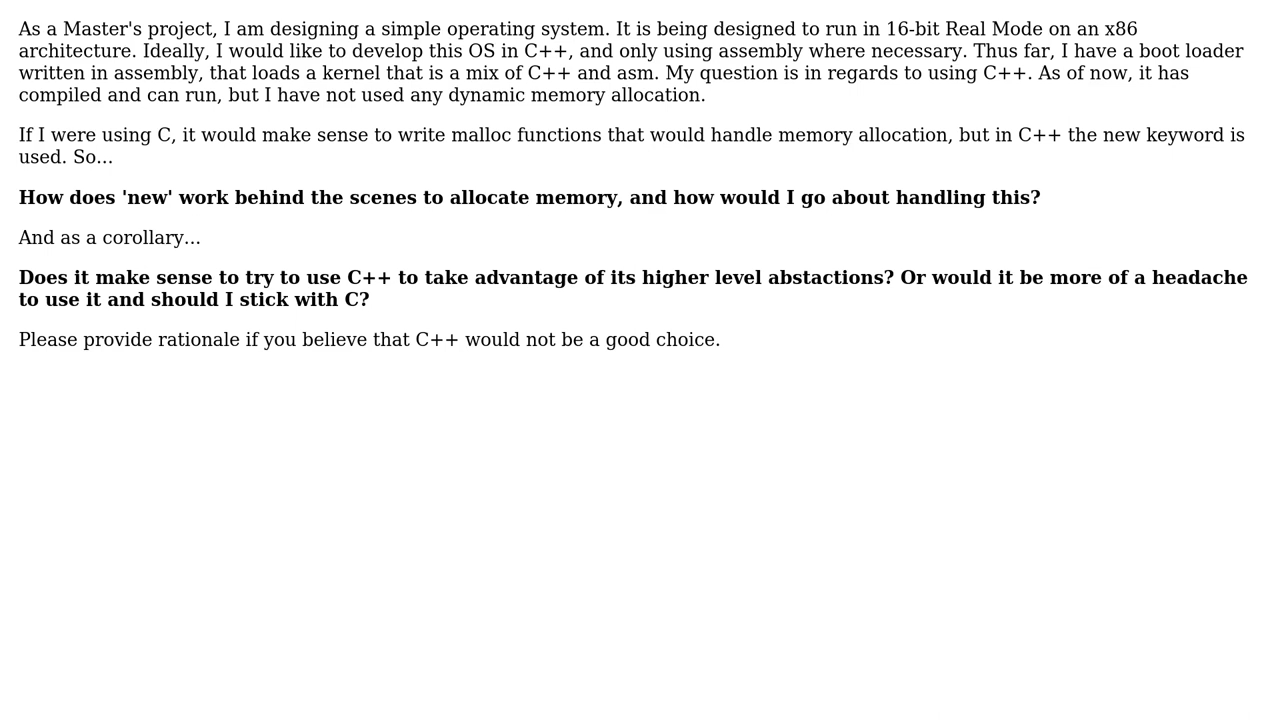 As a Master's project, I am designing a simple operating system. It is being designed to run in 16-bit Real Mode on an x86
architecture. Ideally, I would like to develop this OS in C++, and only using assembly where necessary. Thus far, I have a boot loader
written in assembly, that loads a kernel that is a mix of C++ and asm. My question is in regards to using C++. As of now, it has
compiled and can run, but I have not used any dynamic memory allocation.
If I were using C, it would make sense to write malloc functions that would handle memory allocation, but in C++ the new keyword is
used. So...
How does 'new' work behind the scenes to allocate memory, and how would I go about handling this?
And as a corollary...
Does it make sense to try to use C++ to take advantage of its higher level abstactions? Or would it be more of a headache
to use it and should I stick with C?
Please provide rationale if you believe that C++ would not be a good choice.